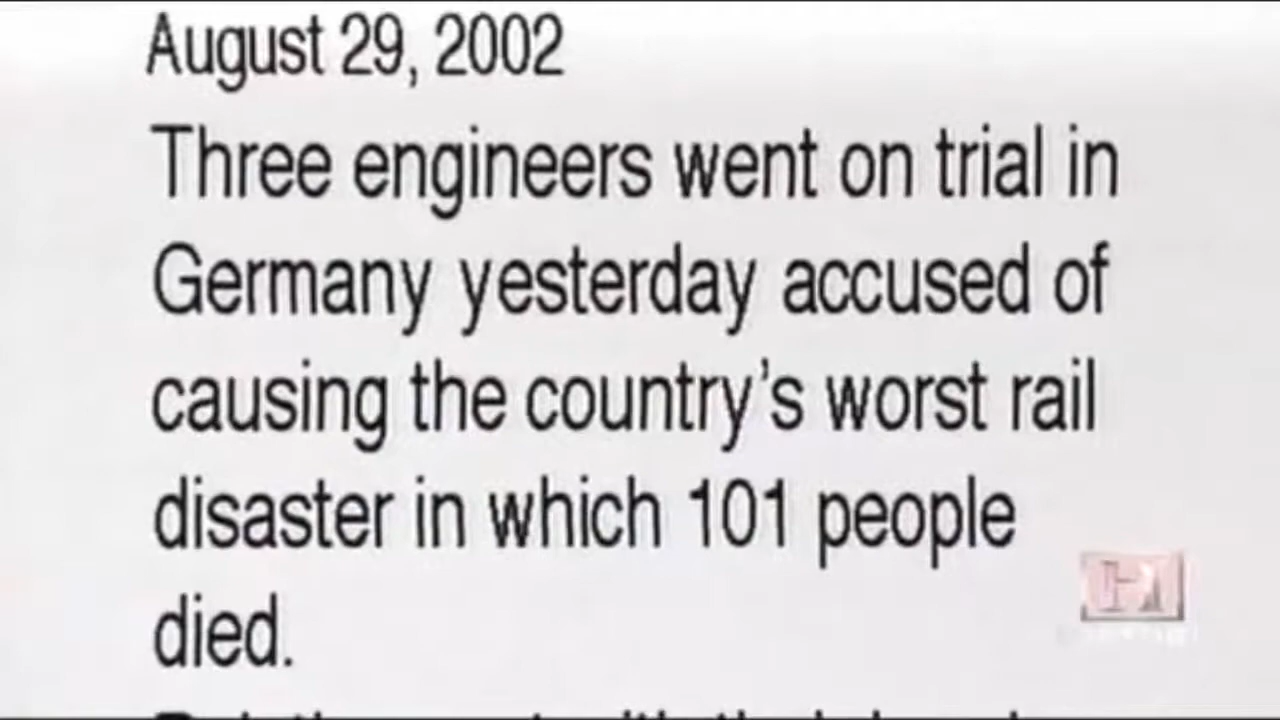 August 29, 2002
Three engineers went on trial in
Germany yesterday accused of
causing the country's worst rail
disaster in which 101 people
died.
H